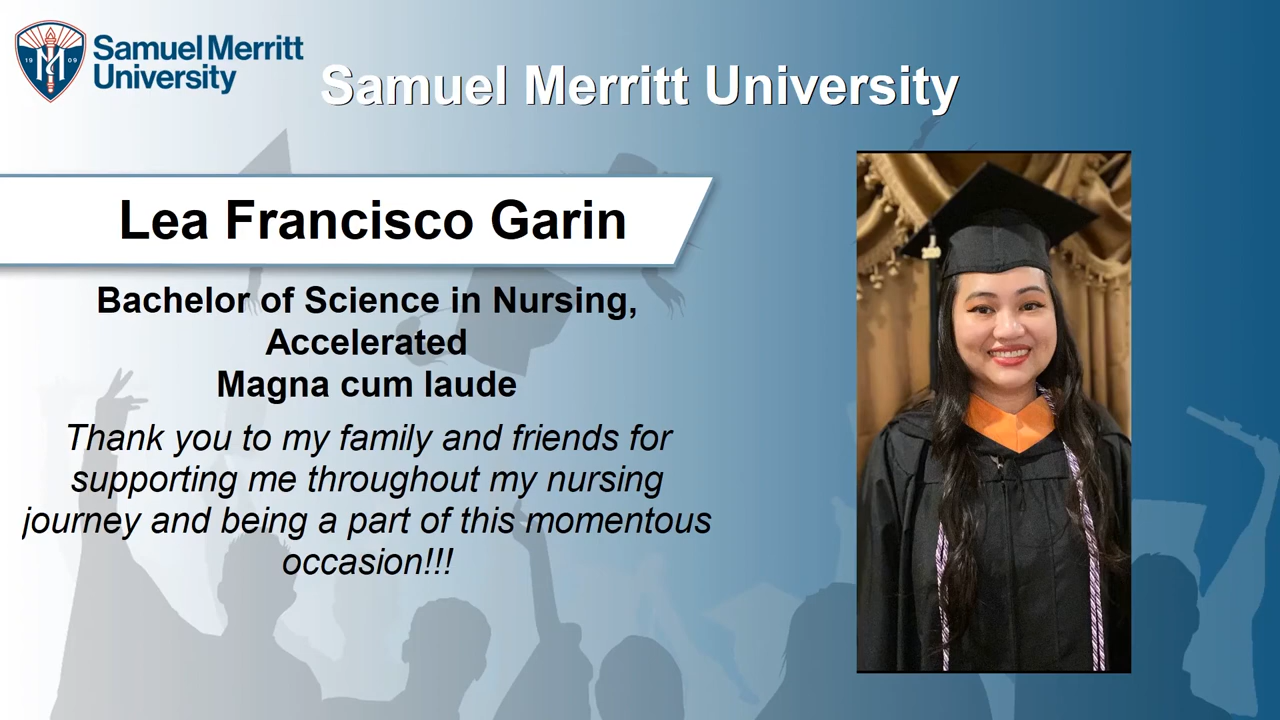 Samuel Merritt
University
19 09
Samuel Merritt University
Lea Francisco Garin
Bachelor of Science in Nursing,
Accelerated
Magna cum laude
Thank you to my family and friends for
supporting me throughout my nursing
journey and being a part of this momentous
occasion!!!